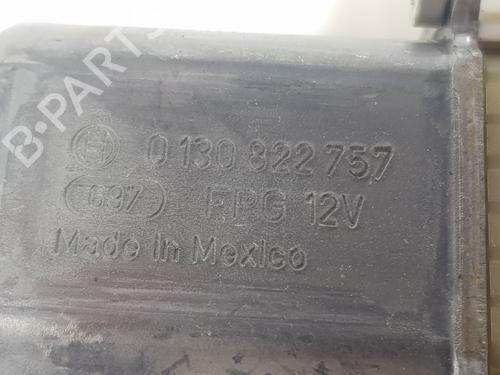 0 130 822 757
697 FPG 12V
Made in Mexico
B-PARTS